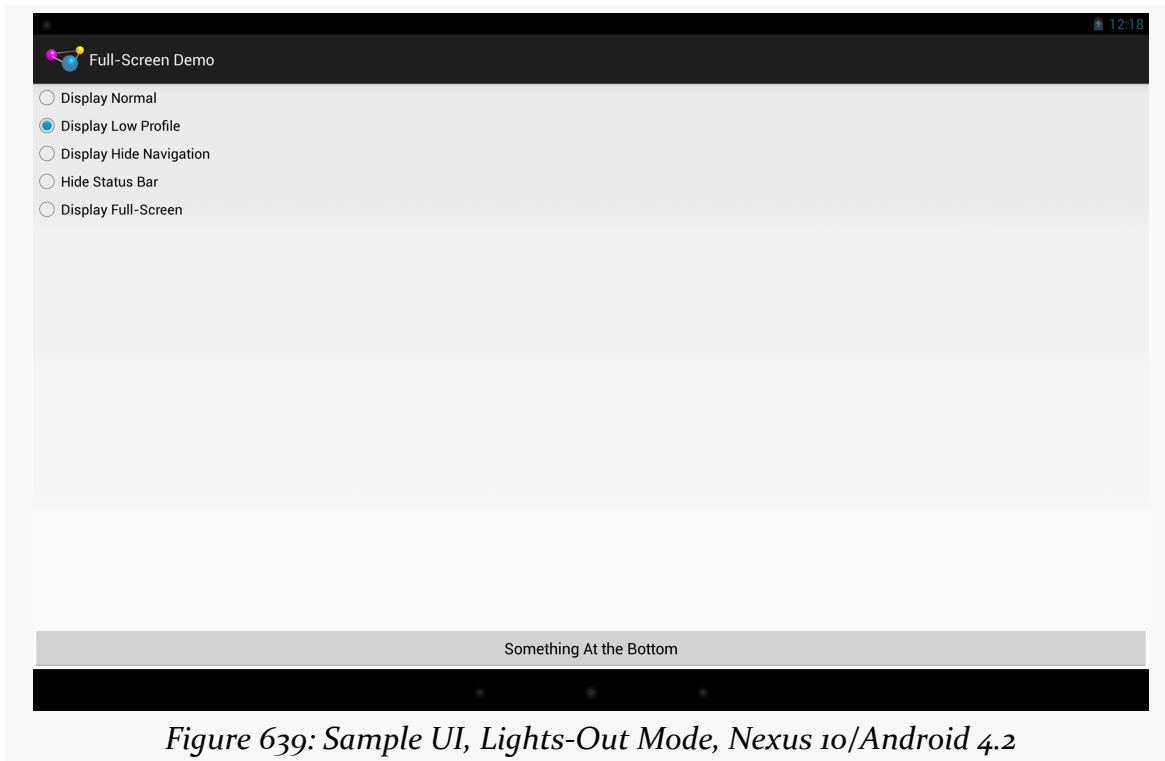 12:18
Full-Screen Demo
Display Normal
Display Low Profile
Display Hide Navigation
Hide Status Bar
Display Full-Screen
Something At the Bottom
Figure 639: Sample UI, Lights-Out Mode, Nexus 10/Android 4.2